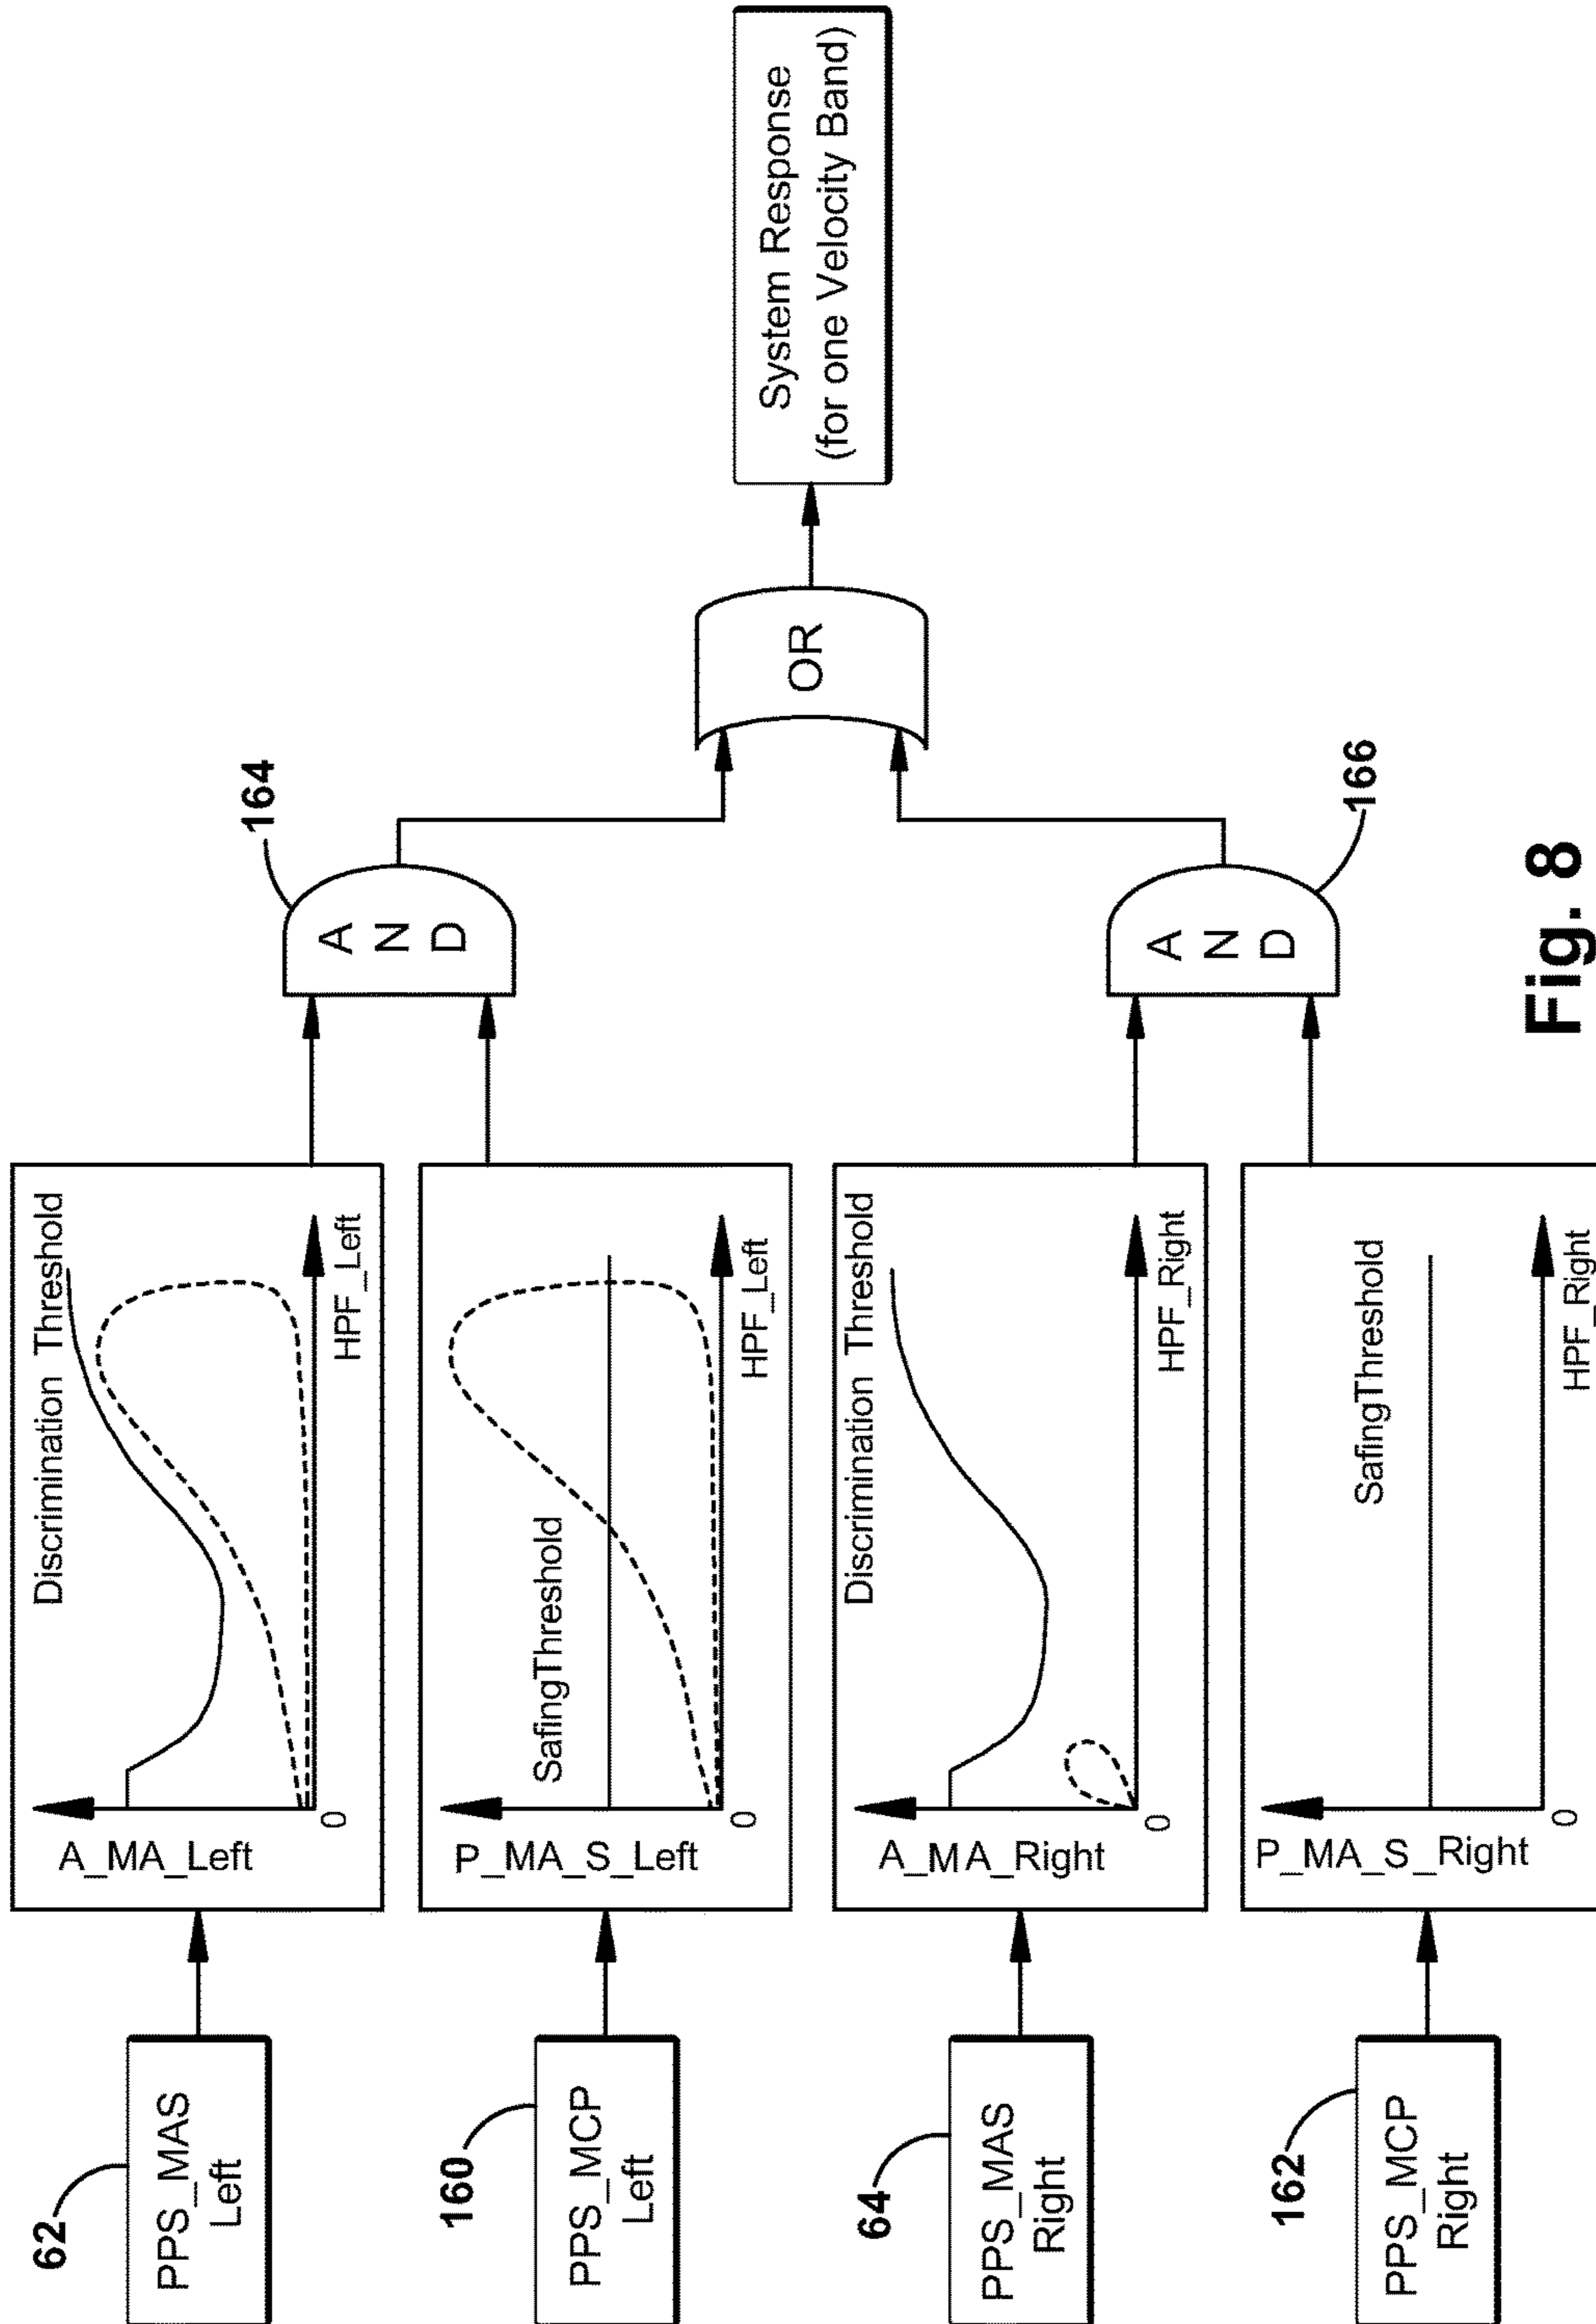 62
PPS_MAS
Left
A_MA_Left
Discrimination Threshold
HPF_Left
0
160
PPS_MCP
Left
P_MA_S_Left
SafingThreshold
HPF_Left
0
164
A
N
D
64
PPS_MAS
Right
A_MA_Right
Discrimination Threshold
HPF_Right
0
162
PPS_MCP
Right
P_MA_S_Right
SafingThreshold
HPF_Right
0
A
N
D
166
OR
System Response
(for one Velocity Band)
Fig. 8